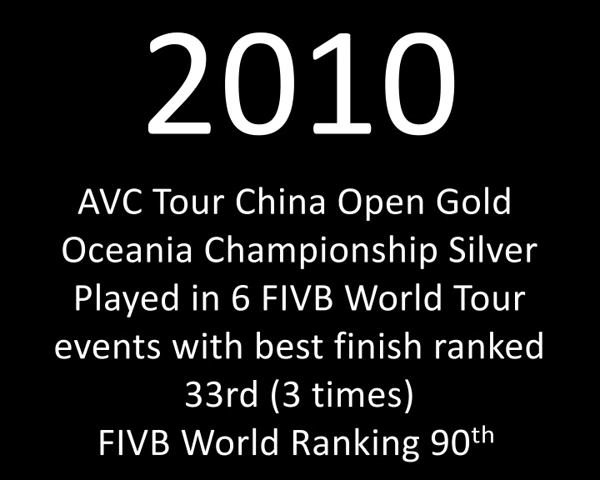 2010
AVC Tour China Open Gold
Oceania Championship Silver
Played in 6 FIVB World Tour
events with best finish ranked
33rd (3 times)
FIVB World Ranking 90th